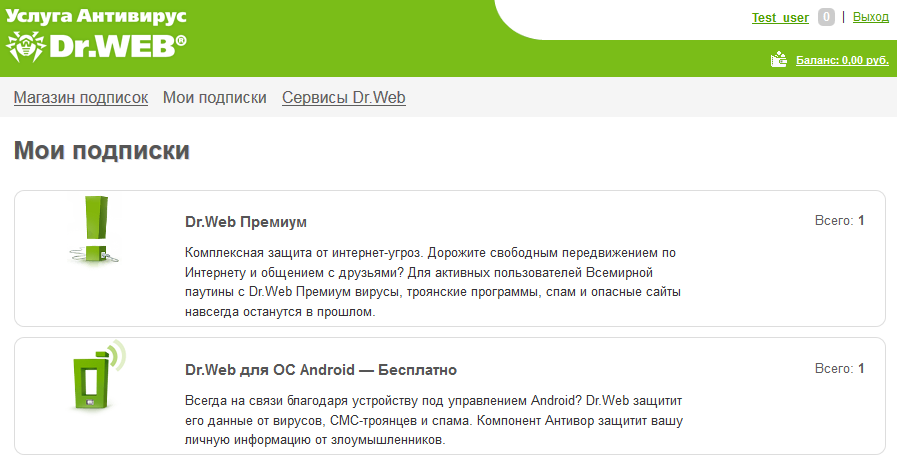 Услуга Антивирус
Dr.WEB®
Test_user 0 | Выход
Баланс: 0,00 руб.
Магазин подписок Мои подписки Сервисы Dr.Web
Мои подписки
Dr.Web Премиум
Всего: 1
Комплексная защита от интернет-угроз. Дорожите свободным передвижением по
Интернету и общением с друзьями? Для активных пользователей Всемирной
паутины с Dr.Web Премиум вирусы, троянские программы, спам и опасные сайты
навсегда останутся в прошлом.
Dr.Web для ОС Android — Бесплатно
Всего: 1
Всегда на связи благодаря устройству под управлением Android? Dr.Web защитит
его данные от вирусов, СМС-троянцев и спама. Компонент Антивор защитит вашу
личную информацию от злоумышленников.